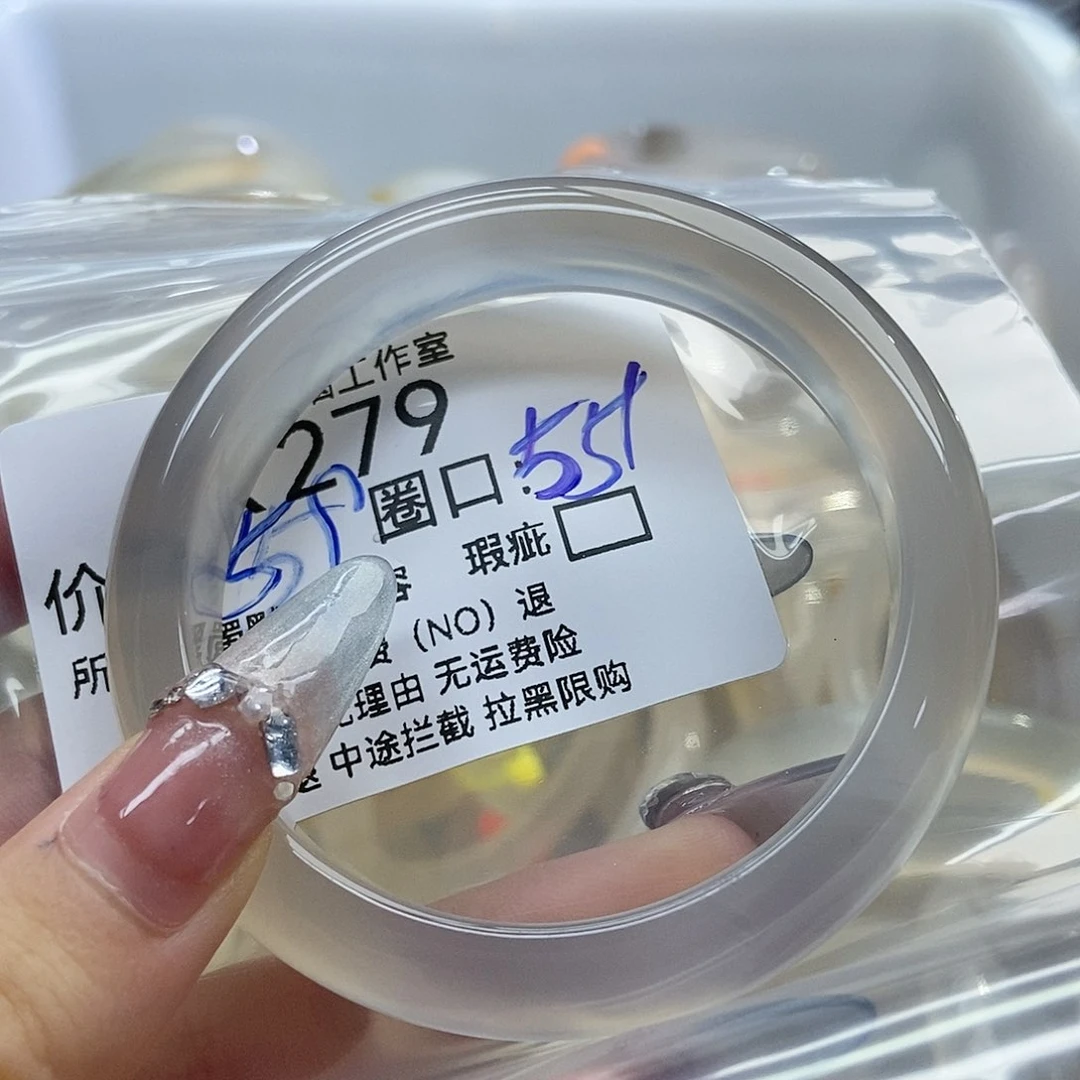 工作室
279
价 圈口:
瑕疵
所
(NO) 退
理由 无运费险
中途拦截 拉黑限购